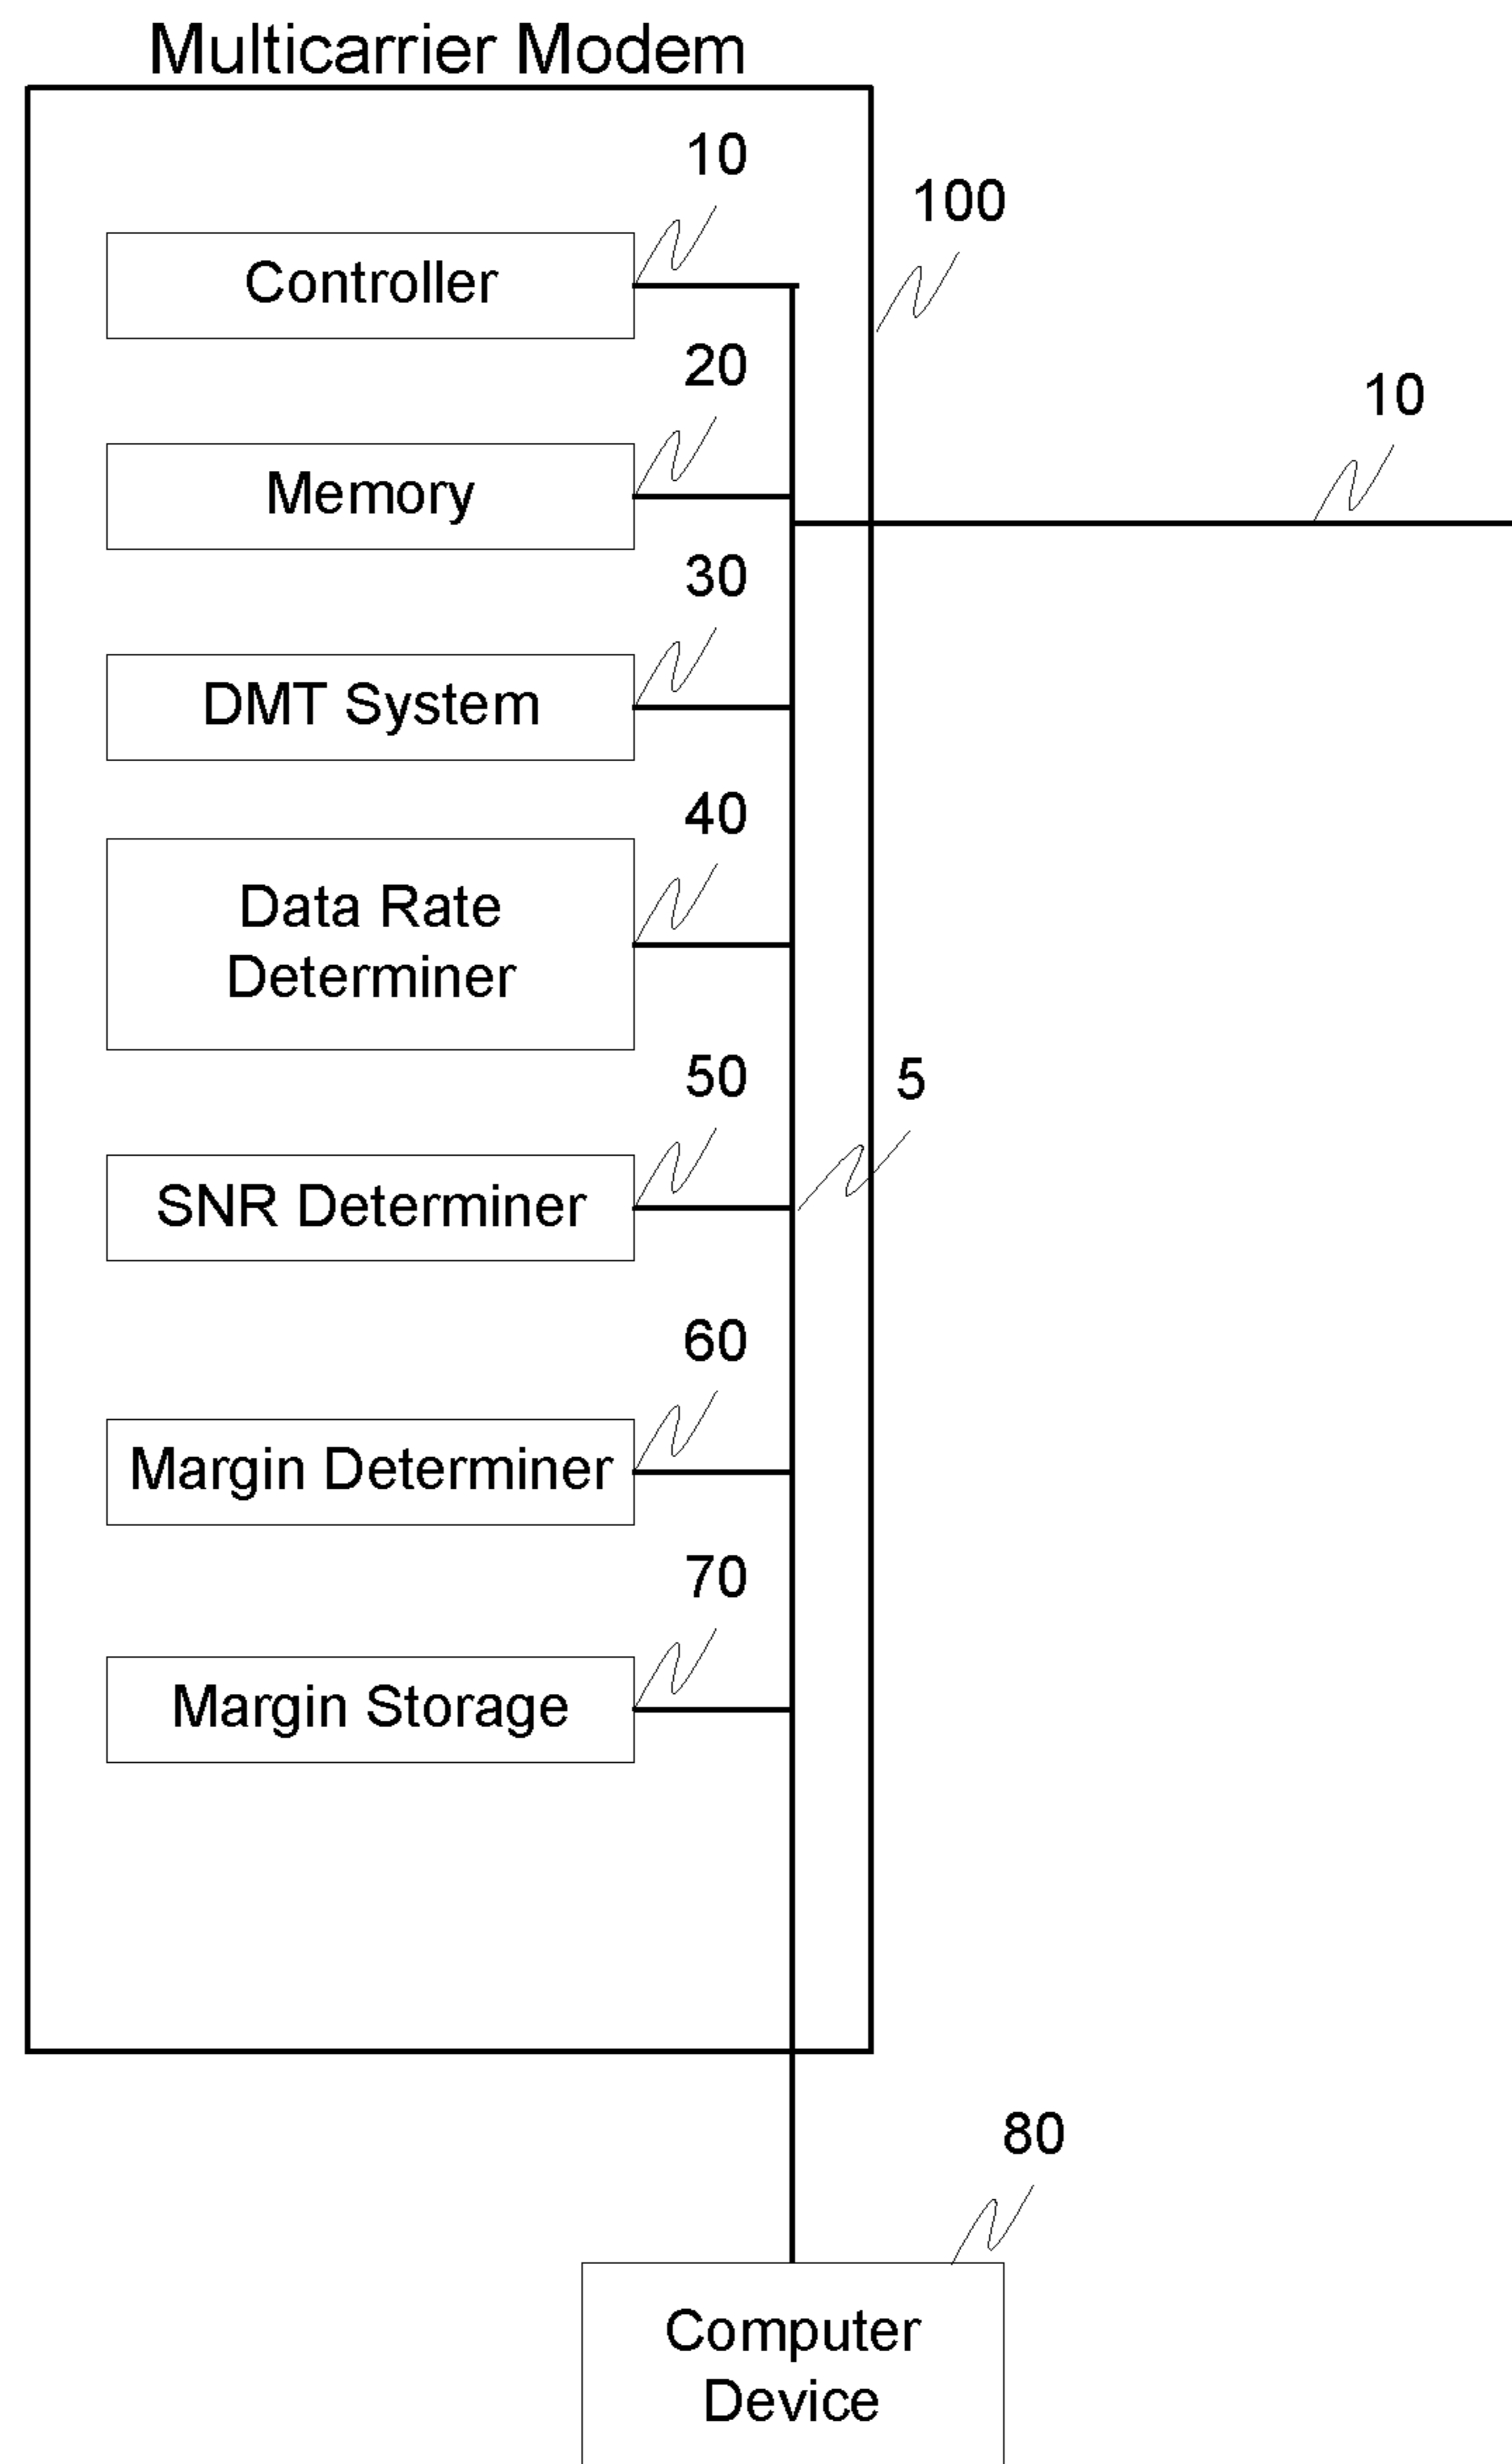 Multicarrier Modem
10
100
Controller
20
10
Memory
30
DMT System
40
Data Rate
Determiner
50
5
SNR Determiner
60
Margin Determiner
70
Margin Storage
80
Computer
Device